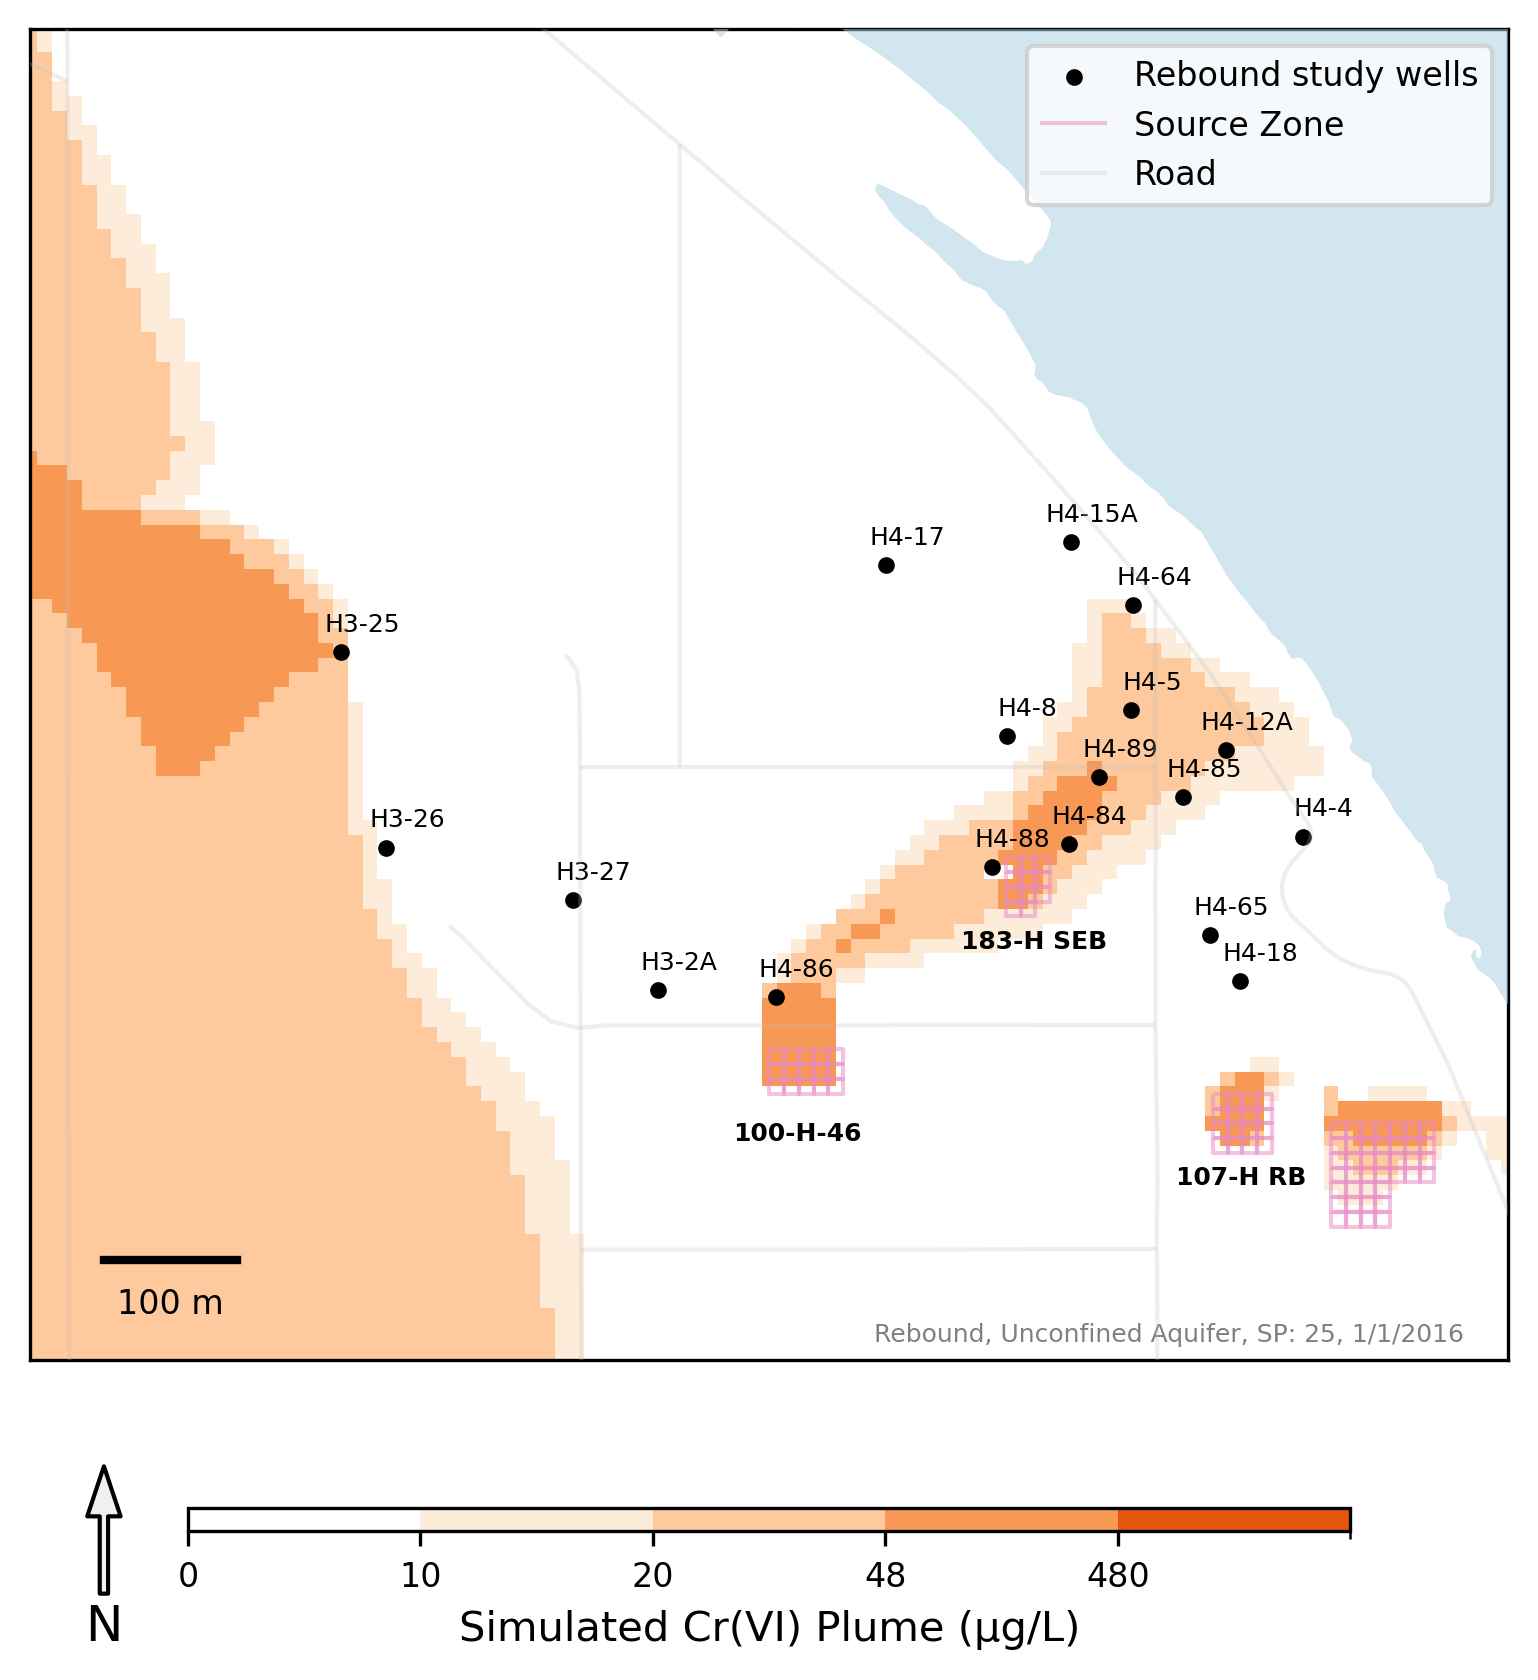 Rebound study wells
Source Zone
Road
H4-15A
H4-17
H4-64
H3-25
H4-5
H4-8
H4-12A
H4-89
H4-85
H4-4
H4-84
H3-26
H4-88
H3-27
H4-65
183-H SEB
H4-18
H3-2A
H4-86
100-H-46
107-H RB
100 m
Rebound, Unconfined Aquifer, SP: 25, 1/1/2016
0
10
20
48
480
N
Simulated Cr(VI) Plume (μg/L)